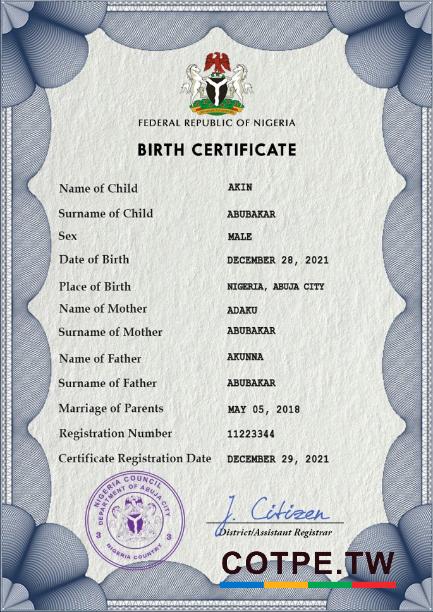 FEDERAL REPUBLIC OF NIGERIA
BIRTH CERTIFICATE
Name of Child AKIN
Surname of Child ABUBAKAR
Sex MALE
Date of Birth DECEMBER 28, 2021
Place of Birth NIGERIA, ABUJA CITY
Name of Mother ADAKU
Surname of Mother ABUBAKAR
Name of Father AKUNNA
Surname of Father ABUBAKAR
Marriage of Parents MAY 05, 2018
Registration Number 11223344
Certificate Registration Date DECEMBER 29, 2021
NIGERIA COUNCIL
DEPARTMENT OF ABUJA CITY
3 3
NIGERIA COUNTRY
J. Citizen
District/Assistant Registrar
COTPE.TW